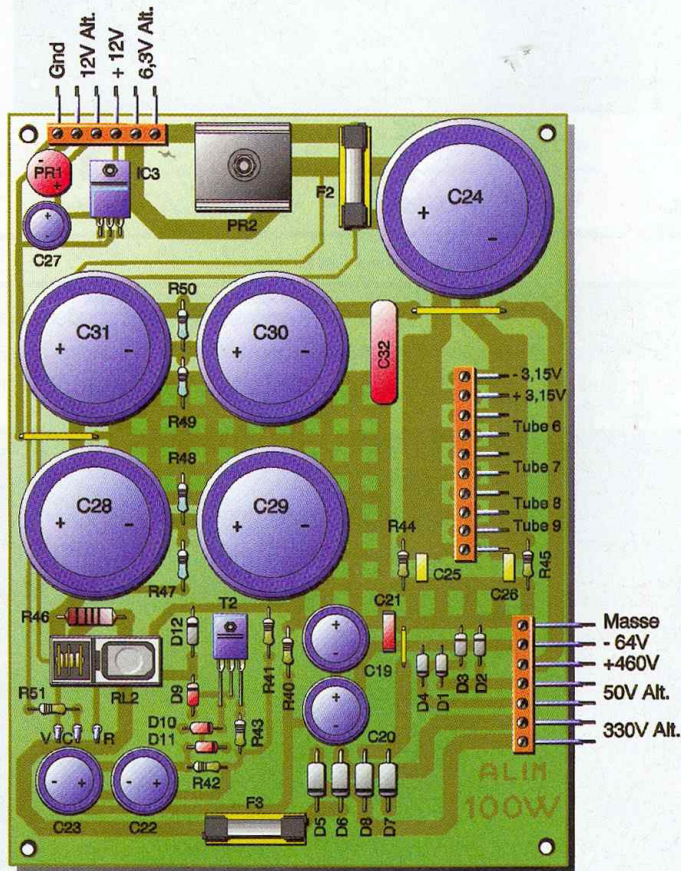 Gnd
12V Alt.
+ 12V
6,3V Alt.
PR1
IC3
F2
C24
PR2
C27
R50
C31
C30
C32
R49
- 3,15V
+ 3,15V
Tube 6
R48
Tube 7
C28
C29
Tube 8
Tube 9
R44
R45
R47
C25
C26
R46
T2
C21
D12
Masse
- 64V
+460V
R41
R40
C19
D4
D1
D3
D2
RL2
D9
50V Alt.
R51
D10
R43
330V Alt.
V C R
D11
C20
R42
ALIM
100W
C23
C22
F3
D5
D6
D8
D7